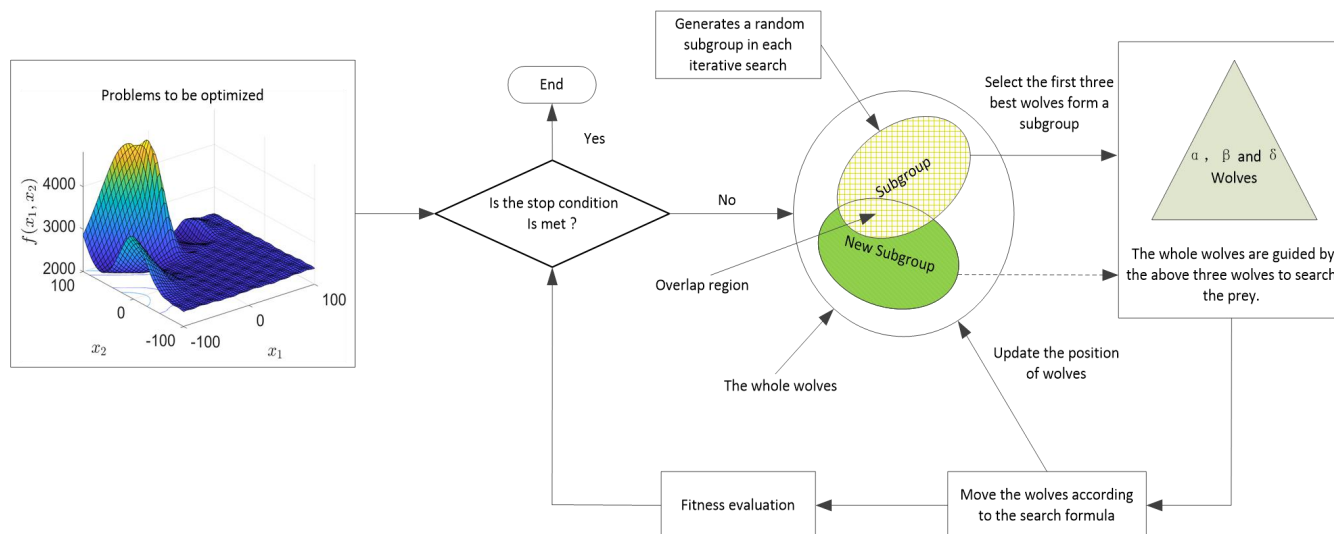 Problems to be optimized
f(x₁, x₂)
4000
3000
2000
100
0
-100
x₂
-100
0
100
x₁
End
Yes
Is the stop condition
Is met ?
No
Generates a random
subgroup in each
iterative search
Subgroup
New Subgroup
Overlap region
The whole wolves
Select the first three
best wolves form a
subgroup
α , β and δ
Wolves
The whole wolves are guided by
the above three wolves to search
the prey.
Update the position
of wolves
Fitness evaluation
Move the wolves according
to the search formula